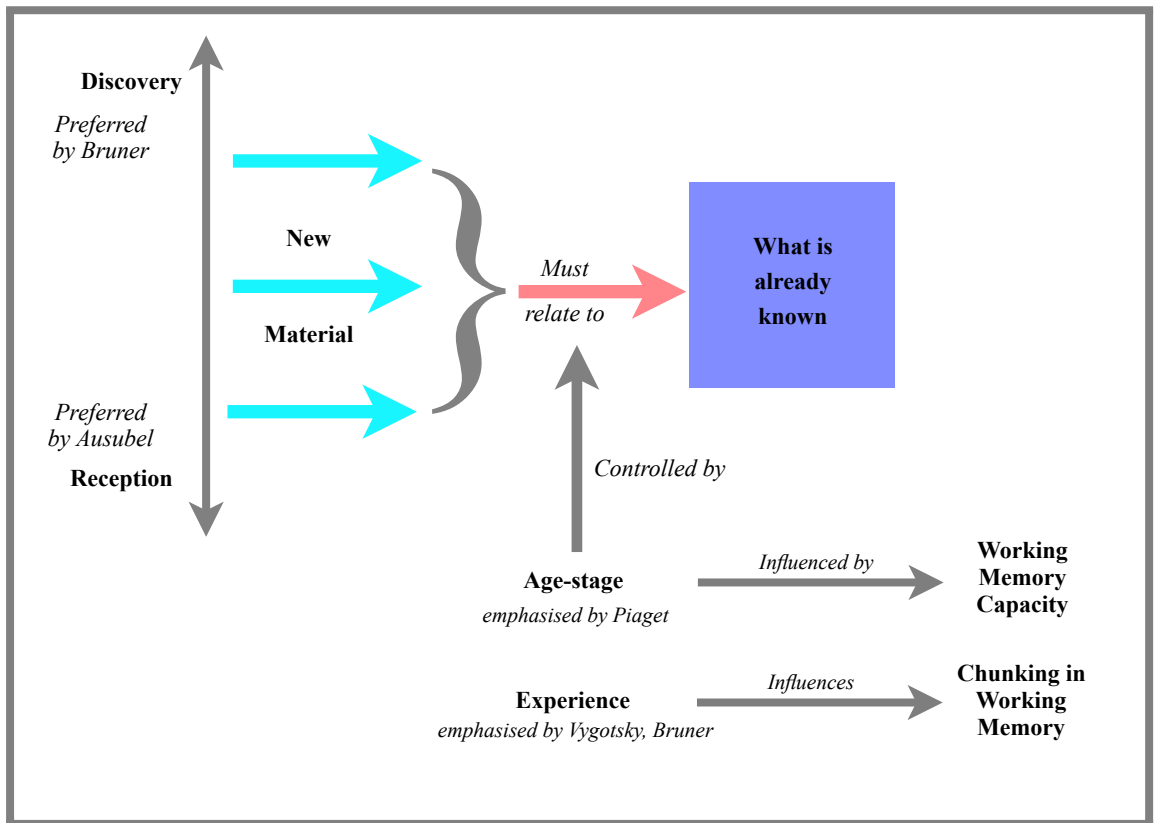 Discovery
Preferred
by Bruner
New
Material
Preferred
by Ausubel
Reception
Must
relate to
What is
already
known
Controlled by
Age-stage
emphasised by Piaget
Influenced by
Working
Memory
Capacity
Experience
emphasised by Vygotsky, Bruner
Influences
Chunking in
Working
Memory